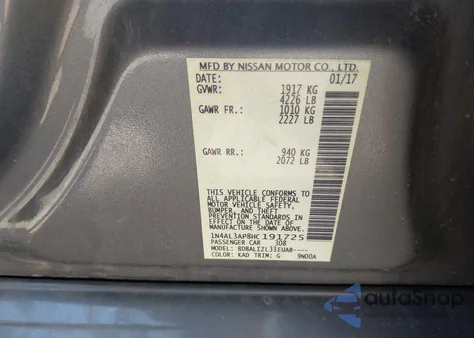 MFD BY NISSAN MOTOR CO., LTD.
DATE: 01/17
GVWR: 1917 KG
4226 LB
GAWR FR.: 1010 KG
2227 LB
GAWR RR.: 940 KG
2072 LB
THIS VEHICLE CONFORMS TO
ALL APPLICABLE FEDERAL
MOTOR VEHICLE SAFETY,
BUMPER, AND THEFT
PREVENTION STANDARDS
IN EFFECT ON THE DATE OF
MANUFACTURE SHOWN ABOVE.
1N4AL3AP8HC191725
PASSENGER CAR 308
MODEL: BDBALIZL33EUAB----
COLOR: KAD TRIM: G 9N00A
autoSnap